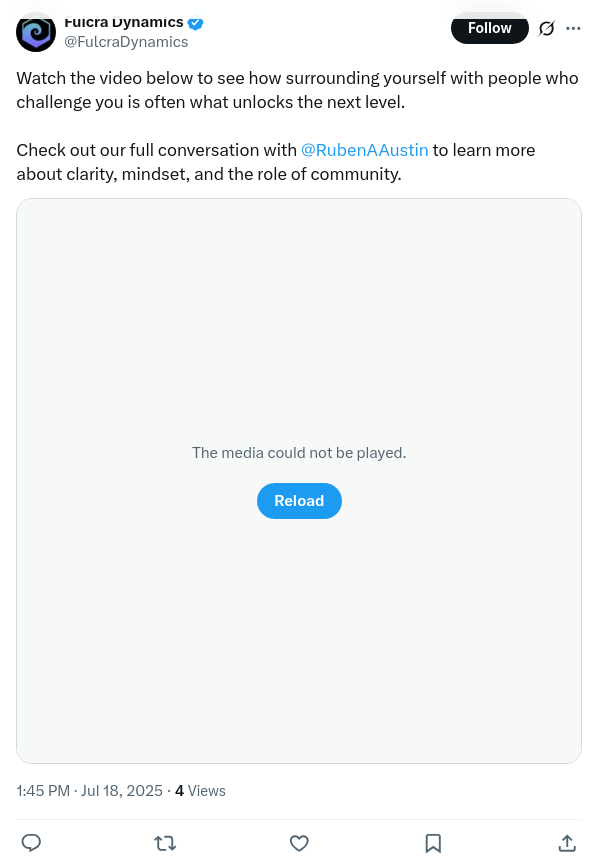 Fulcra Dynamics
@FulcraDynamics
Follow
Watch the video below to see how surrounding yourself with people who
challenge you is often what unlocks the next level.
Check out our full conversation with @RubenAAustin to learn more
about clarity, mindset, and the role of community.
The media could not be played.
Reload
1:45 PM · Jul 18, 2025 · 4 Views